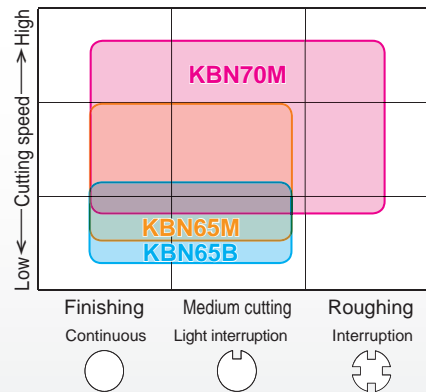 Low ← Cutting speed → High
KBN70M
KBN65M
KBN65B
Finishing Medium cutting Roughing
Continuous Light interruption Interruption